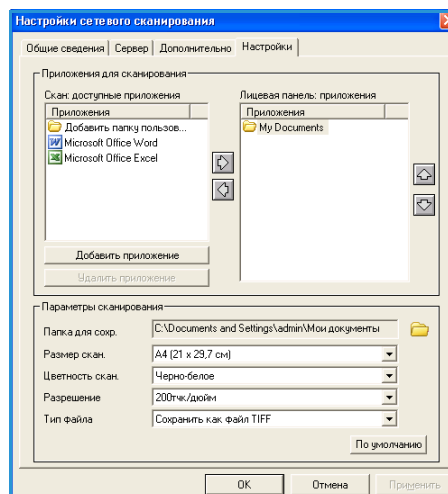 Настройки сетевого сканирования
Общие сведения Сервер Дополнительно Настройки
Приложения для сканирования
Скан: доступные приложения
Приложения
Добавить папку пользов...
Microsoft Office Word
Microsoft Office Excel
Добавить приложение
Удалить приложение
Лицевая панель: приложения
Приложения
My Documents
Параметры сканирования
Папка для сохр. C:\Documents and Settings\admin\Мои документы
Размер скан. A4 (21 x 29,7 см)
Цветность скан. Черно-белое
Разрешение 200тчк/дюйм
Тип файла Сохранить как файл TIFF
По умолчанию
OK Отмена Применить